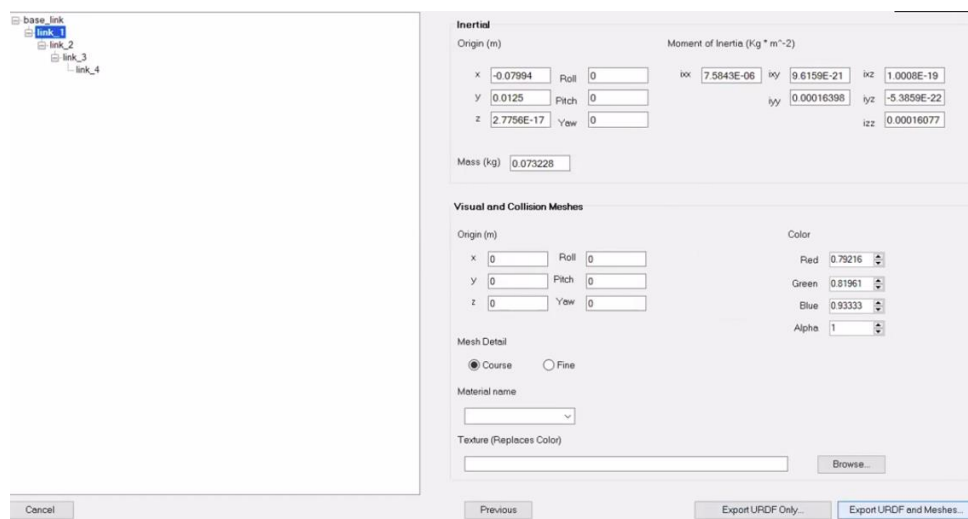 base_link
link_1
link_2
link_3
link_4
Inertial
Origin (m) Moment of Inertia (Kg * m^-2)
x -0.07994 Roll 0 ixx 7.5843E-06 ixy 9.6159E-21 ixz 1.0008E-19
y 0.0125 Pitch 0 iyy 0.00016398 iyz -5.3859E-22
z 2.7756E-17 Yaw 0 izz 0.00016077
Mass (kg) 0.073228
Visual and Collision Meshes
Origin (m) Color
x 0 Roll 0 Red 0.79216
y 0 Pitch 0 Green 0.81961
z 0 Yaw 0 Blue 0.93333
Alpha 1
Mesh Detail
Course Fine
Material name
Texture (Replaces Color)
Browse...
Cancel Previous Export URDF Only... Export URDF and Meshes...